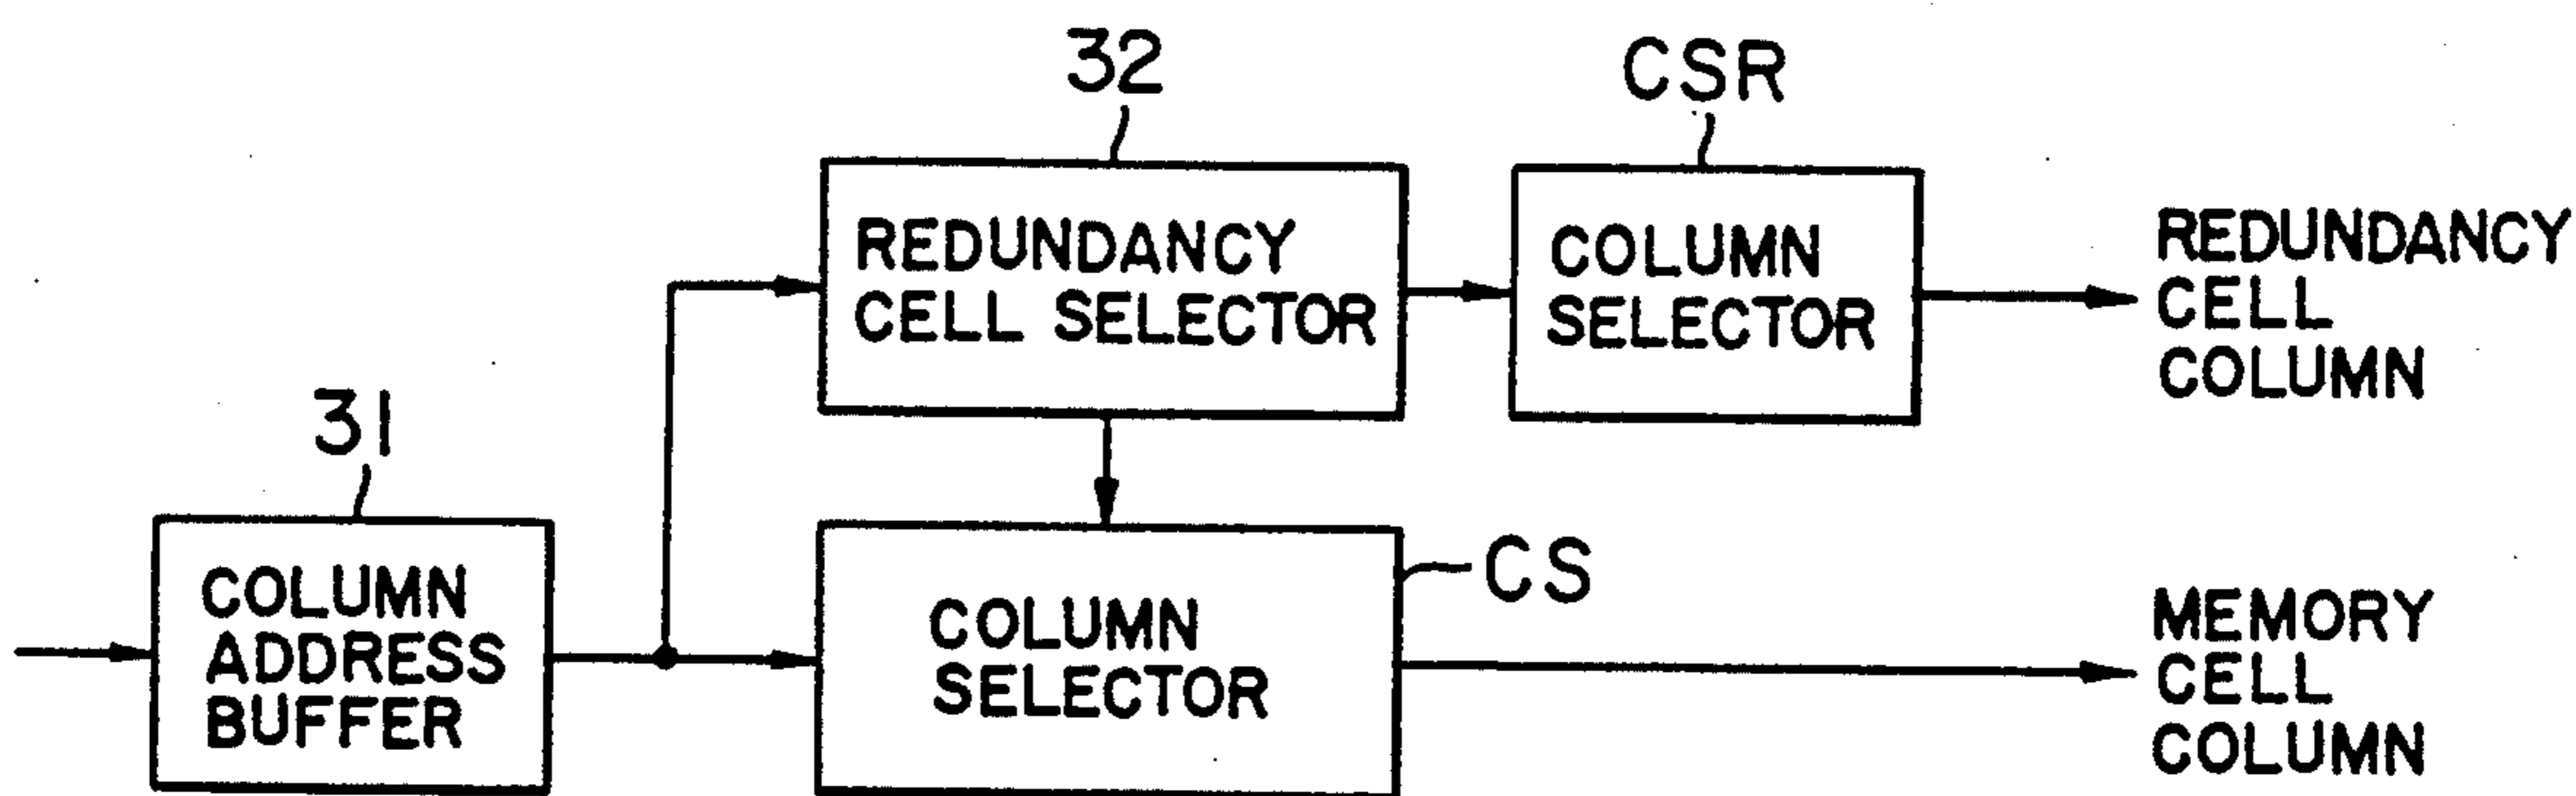 32
CSR
REDUNDANCY
CELL SELECTOR
COLUMN
SELECTOR
REDUNDANCY
CELL
COLUMN
31
COLUMN
ADDRESS
BUFFER
COLUMN
SELECTOR
CS
MEMORY
CELL
COLUMN